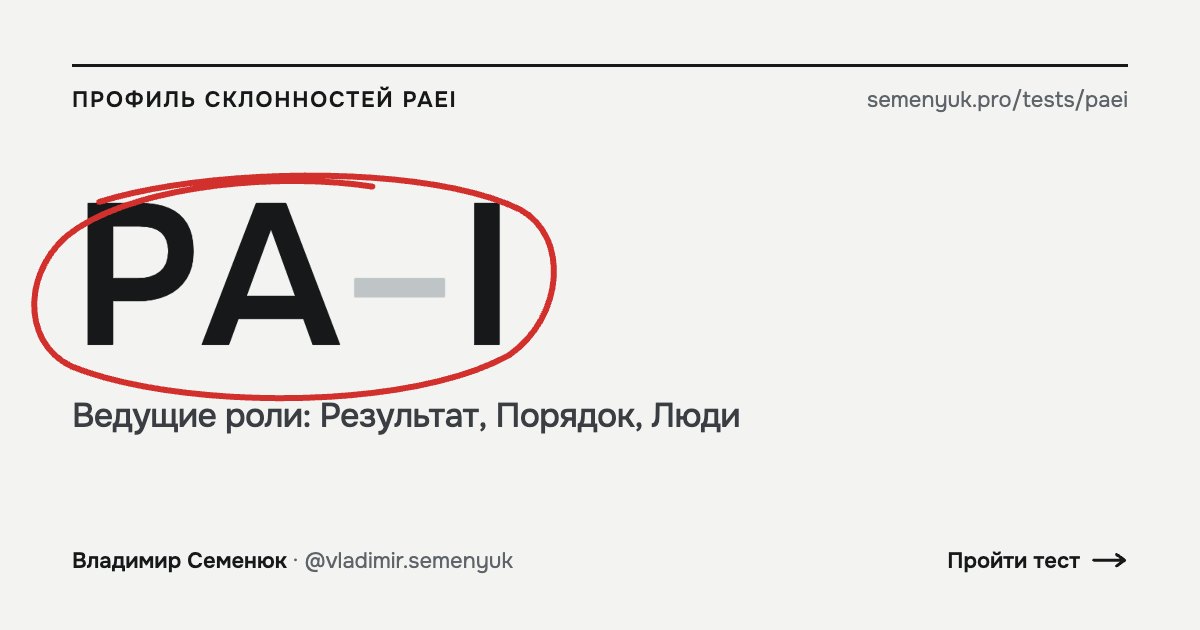 ПРОФИЛЬ СКЛОННОСТЕЙ PAEI
semenyuk.pro/tests/paei
PA–I
Ведущие роли: Результат, Порядок, Люди
Владимир Семенюк · @vladimir.semenyuk
Пройти тест →